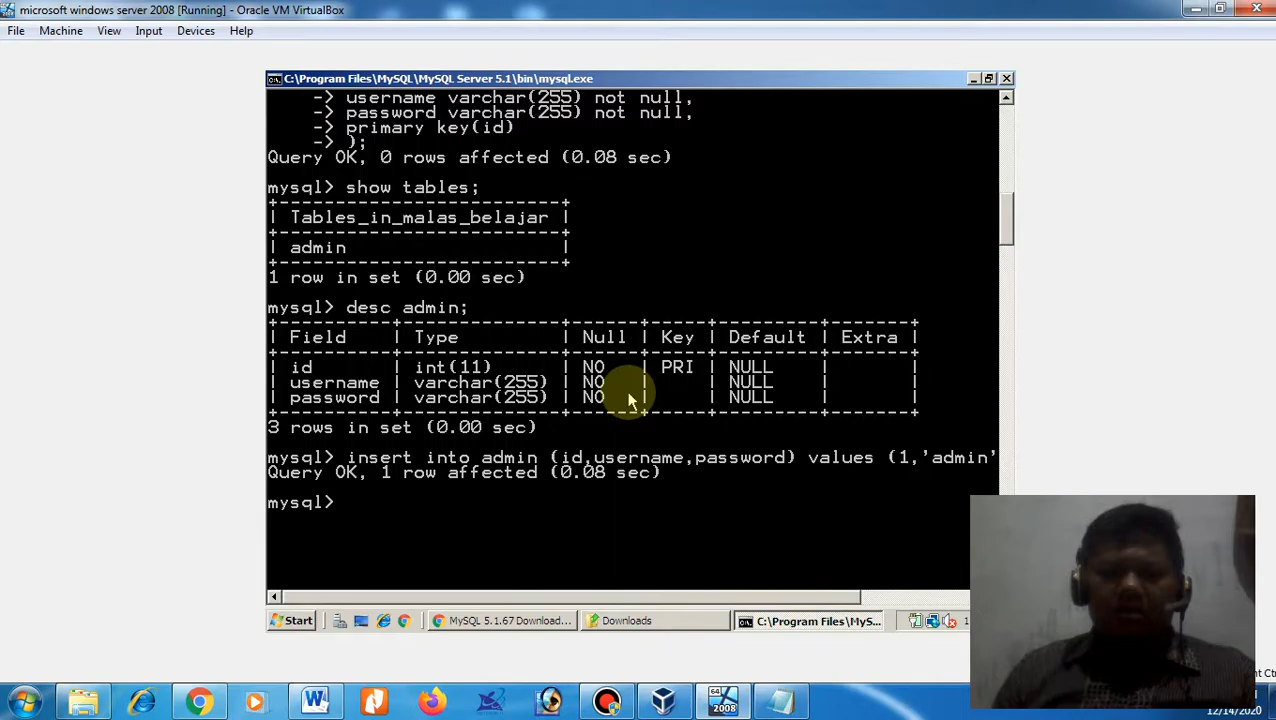 microsoft windows server 2008 [Running] - Oracle VM VirtualBox
File Machine View Input Devices Help
C:\Program Files\MySQL\MySQL Server 5.1\bin\mysql.exe
-> username varchar(255) not null,
-> password varchar(255) not null,
-> primary key(id)
-> );
Query OK, 0 rows affected (0.08 sec)
mysql> show tables;
+-----------------------+
| Tables_in_malas_belajar |
+-----------------------+
| admin |
+-----------------------+
1 row in set (0.00 sec)
mysql> desc admin;
| Field | Type | Null | Key | Default | Extra |
| id | int(11) | NO | PRI | NULL | |
| username | varchar(255) | NO | | NULL | |
| password | varchar(255) | NO | | NULL | |
3 rows in set (0.00 sec)
mysql> insert into admin (id,username,password) values (1,'admin'
Query OK, 1 row affected (0.08 sec)
mysql>
Start MySQL 5.1.67 Download... Downloads C:\Program Files\MyS... 1
64 2008
12/14/2020